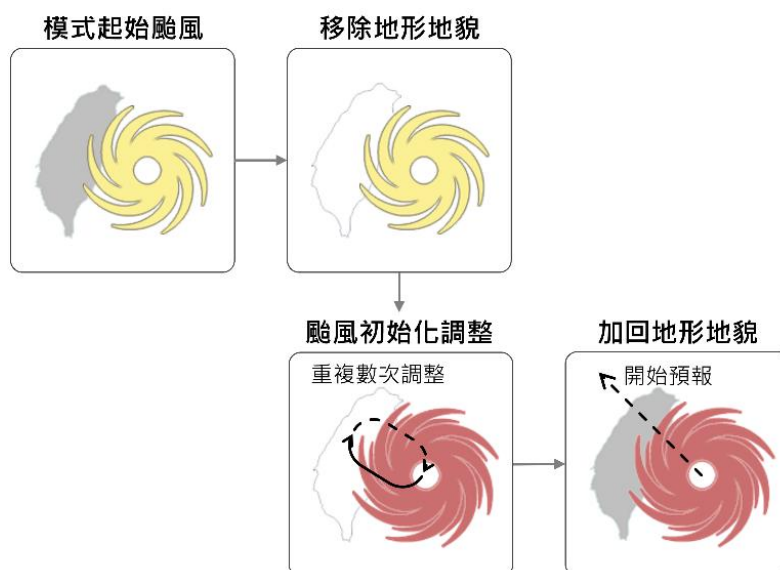 模式起始颱風
移除地形地貌
颱風初始化調整
重複數次調整
加回地形地貌
開始預報